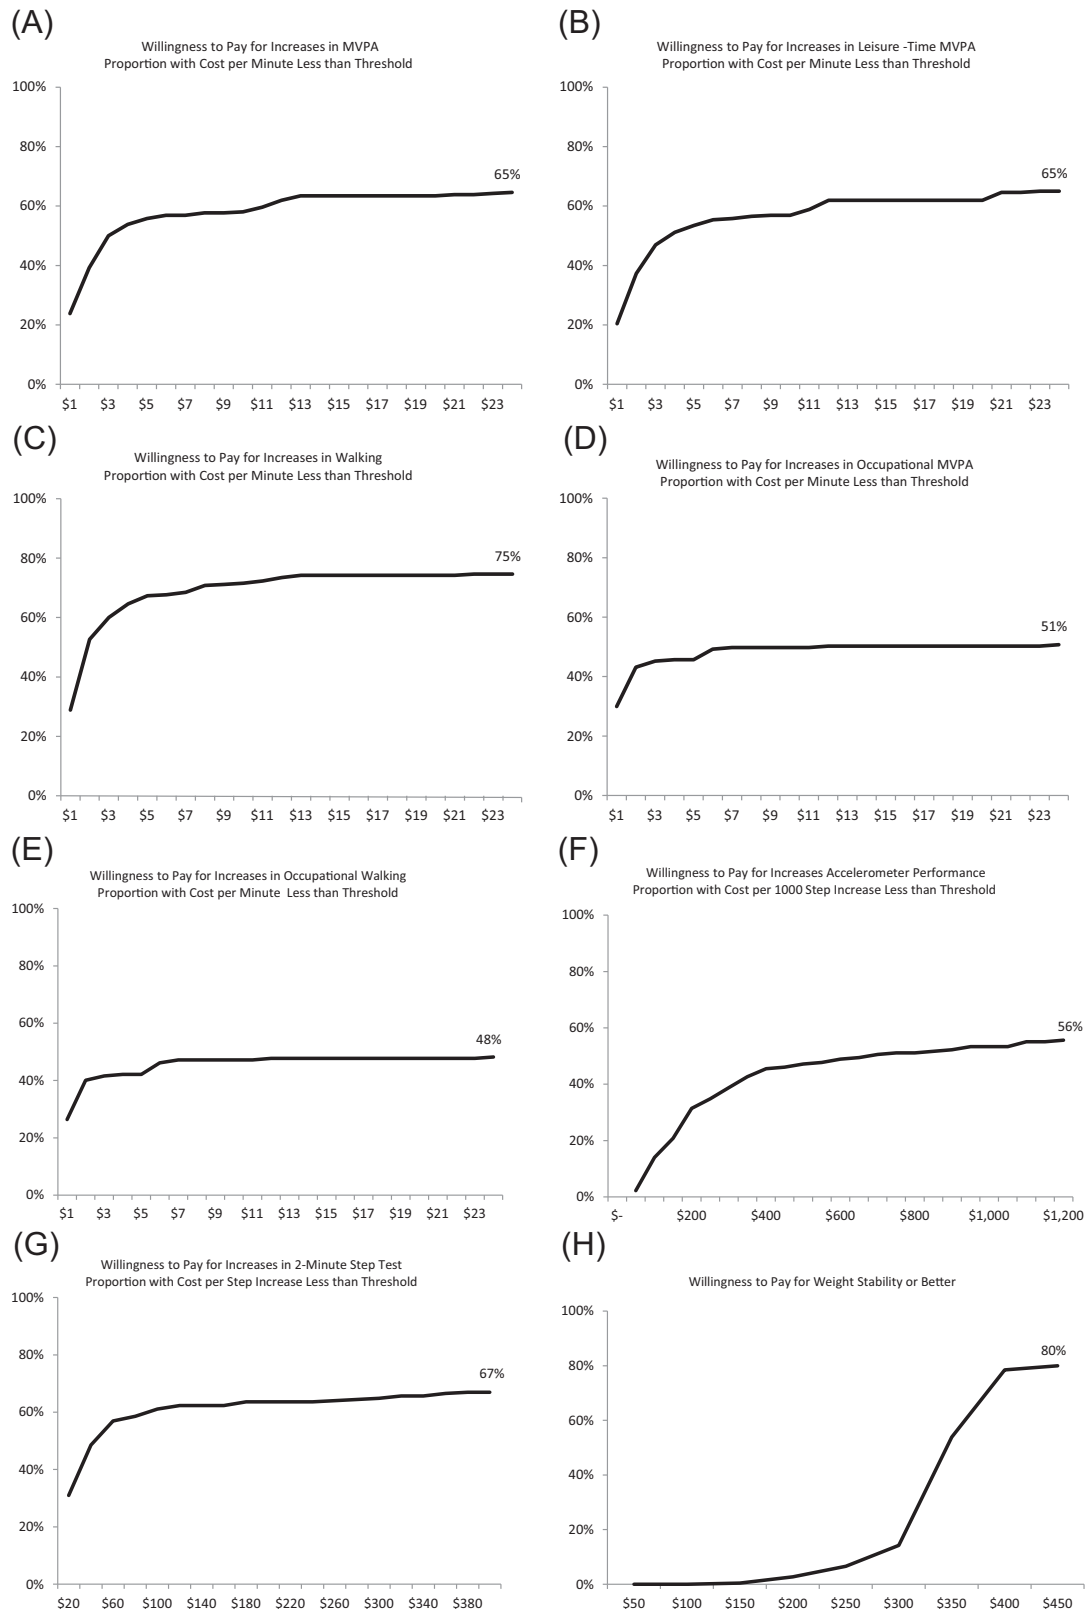 (A)
Willingness to Pay for Increases in MVPA
Proportion with Cost per Minute Less than Threshold
100%
80%
60%
40%
20%
0%
65%
$1 $3 $5 $7 $9 $11 $13 $15 $17 $19 $21 $23
(B)
Willingness to Pay for Increases in Leisure -Time MVPA
Proportion with Cost per Minute Less than Threshold
100%
80%
60%
40%
20%
0%
65%
$1 $3 $5 $7 $9 $11 $13 $15 $17 $19 $21 $23
(C)
Willingness to Pay for Increases in Walking
Proportion with Cost per Minute Less than Threshold
100%
80%
60%
40%
20%
0%
75%
$1 $3 $5 $7 $9 $11 $13 $15 $17 $19 $21 $23
(D)
Willingness to Pay for Increases in Occupational MVPA
Proportion with Cost per Minute Less than Threshold
100%
80%
60%
40%
20%
0%
51%
$1 $3 $5 $7 $9 $11 $13 $15 $17 $19 $21 $23
(E)
Willingness to Pay for Increases in Occupational Walking
Proportion with Cost per Minute Less than Threshold
100%
80%
60%
40%
20%
0%
48%
$1 $3 $5 $7 $9 $11 $13 $15 $17 $19 $21 $23
(F)
Willingness to Pay for Increases Accelerometer Performance
Proportion with Cost per 1000 Step Increase Less than Threshold
100%
80%
60%
40%
20%
0%
56%
$- $200 $400 $600 $800 $1,000 $1,200
(G)
Willingness to Pay for Increases in 2-Minute Step Test
Proportion with Cost per Step Increase Less than Threshold
100%
80%
60%
40%
20%
0%
67%
$20 $60 $100 $140 $180 $220 $260 $300 $340 $380
(H)
Willingness to Pay for Weight Stability or Better
100%
80%
60%
40%
20%
0%
80%
$50 $100 $150 $200 $250 $300 $350 $400 $450